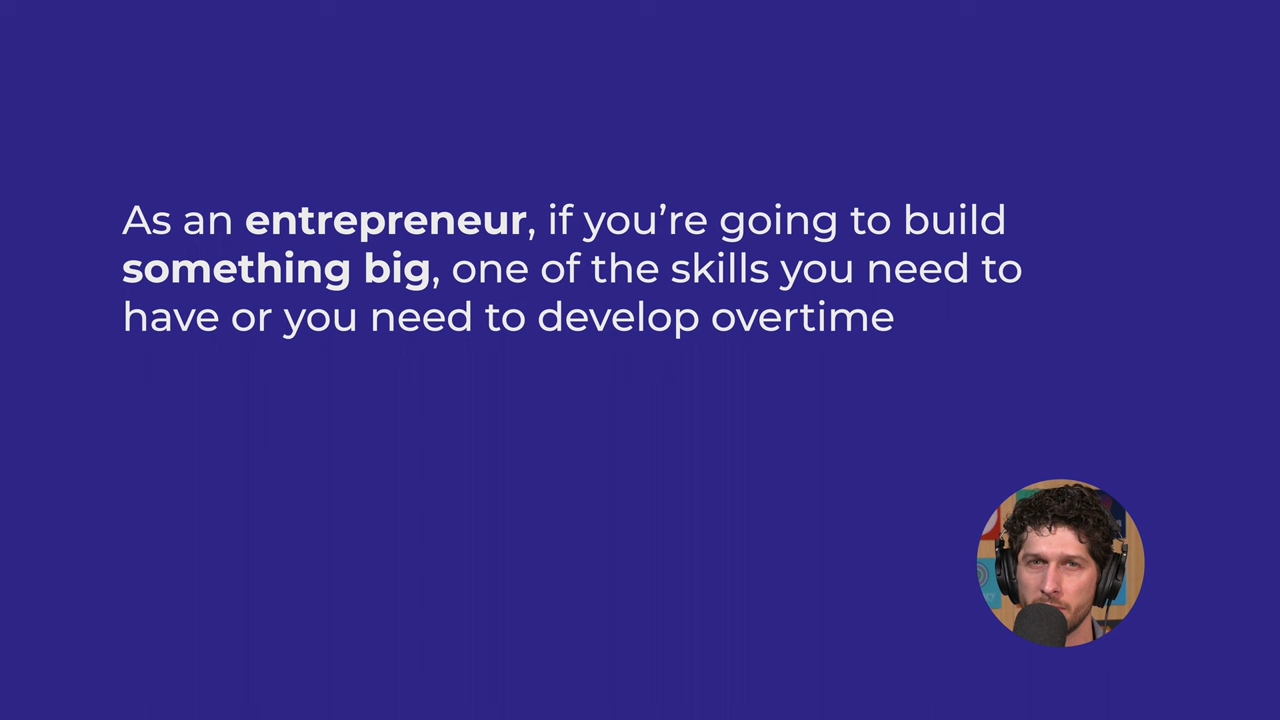 As an entrepreneur, if you’re going to build
something big, one of the skills you need to
have or you need to develop overtime